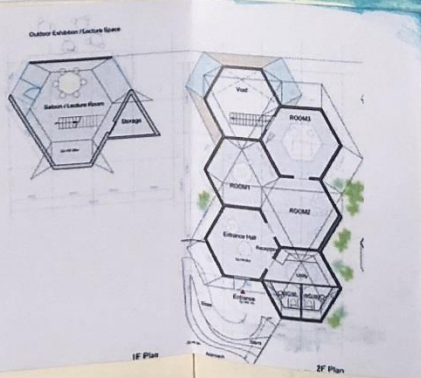 Outdoor Exhibition / Lecture Space
Saloon / Lecture Room
Storage
Void
ROOM3
ROOM1
ROOM2
Entrance Hall
Reception
Utility
Entrance
Approach
1F Plan
2F Plan